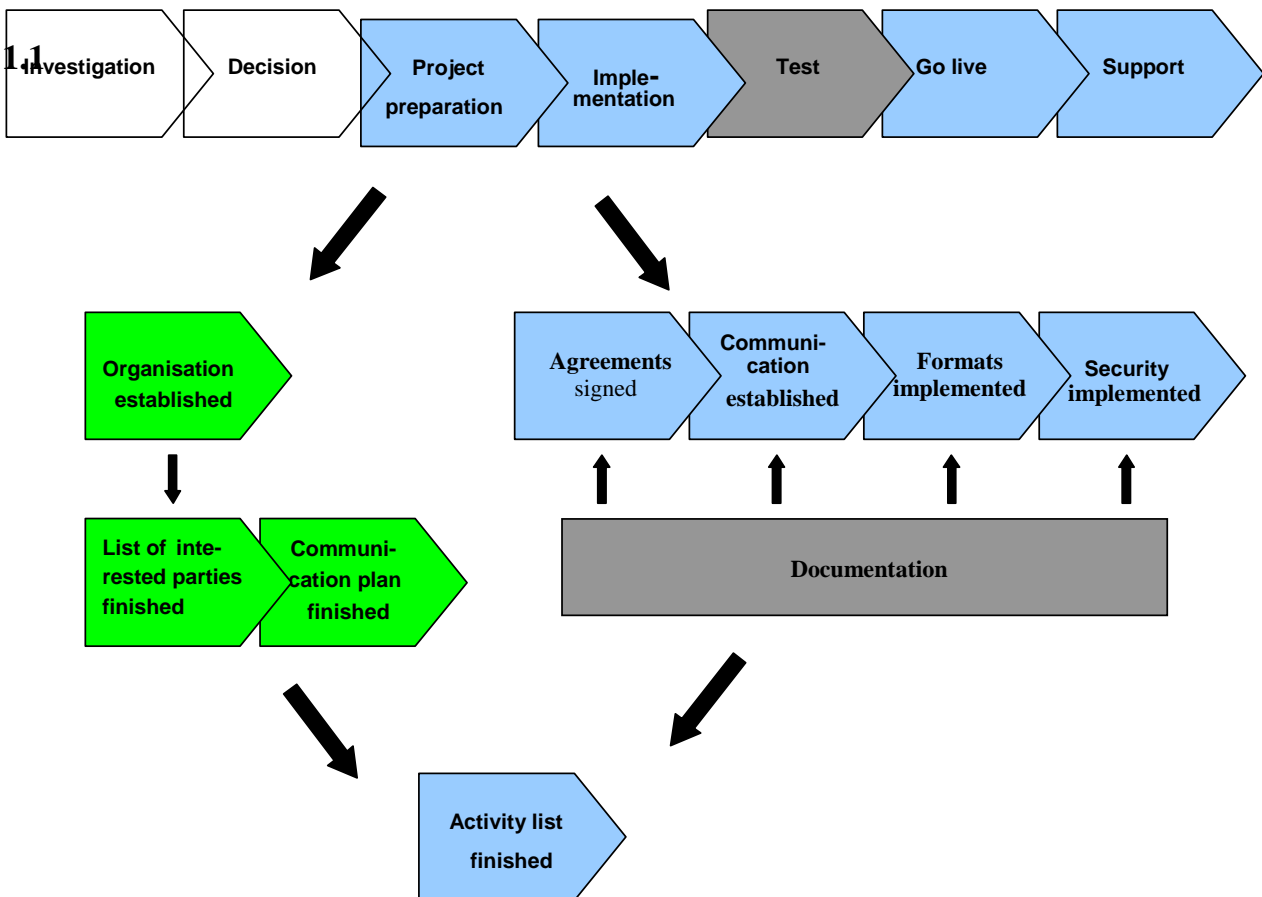 1.1
Investigation
Decision
Project
preparation
Imple-
mentation
Test
Go live
Support
Organisation
established
Agreements
signed
Communi-
cation
established
Formats
implemented
Security
implemented
List of inte-
rested parties
finished
Communi-
cation plan
finished
Documentation
Activity list
finished